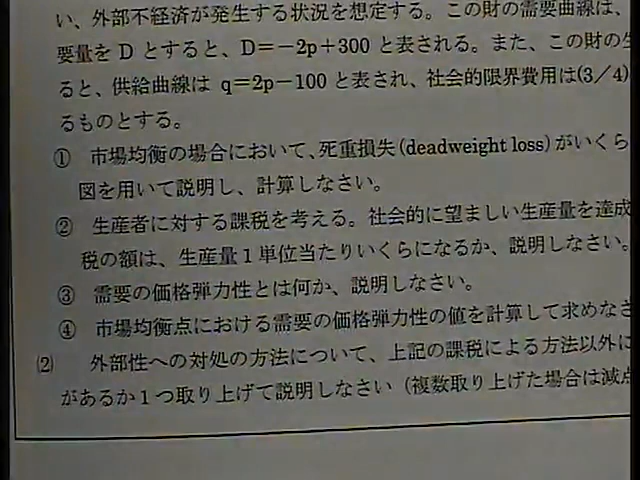 い、外部不経済が発生する状況を想定する。この財の需要曲線は、
要量を D とすると、D=-2p+300 と表される。また、この財の生
ると、供給曲線は q=2p-100 と表され、社会的限界費用は(3/4)
るものとする。
① 市場均衡の場合において、死重損失(deadweight loss)がいくら
図を用いて説明し、計算しなさい。
② 生産者に対する課税を考える。社会的に望ましい生産量を達成
税の額は、生産量1単位当たりいくらになるか、説明しなさい。
③ 需要の価格弾力性とは何か、説明しなさい。
④ 市場均衡点における需要の価格弾力性の値を計算して求めなさ
(2) 外部性への対処の方法について、上記の課税による方法以外に
があるか1つ取り上げて説明しなさい(複数取り上げた場合は減点